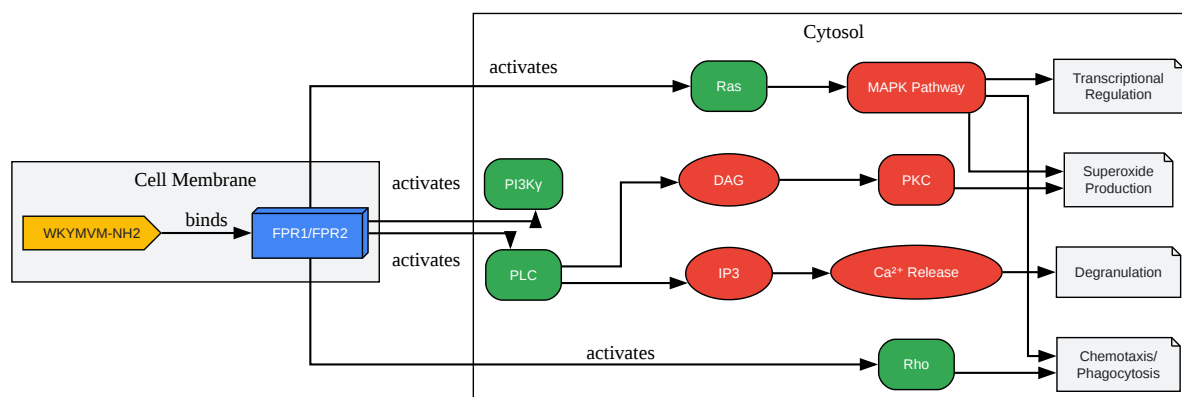 Cytosol
activates
Ras
MAPK Pathway
Transcriptional
Regulation
Cell Membrane
activates
PI3Kγ
DAG
PKC
Superoxide
Production
WKYMVM-NH2
binds
FPR1/FPR2
activates
PLC
IP3
Ca²⁺ Release
Degranulation
activates
Rho
Chemotaxis/
Phagocytosis